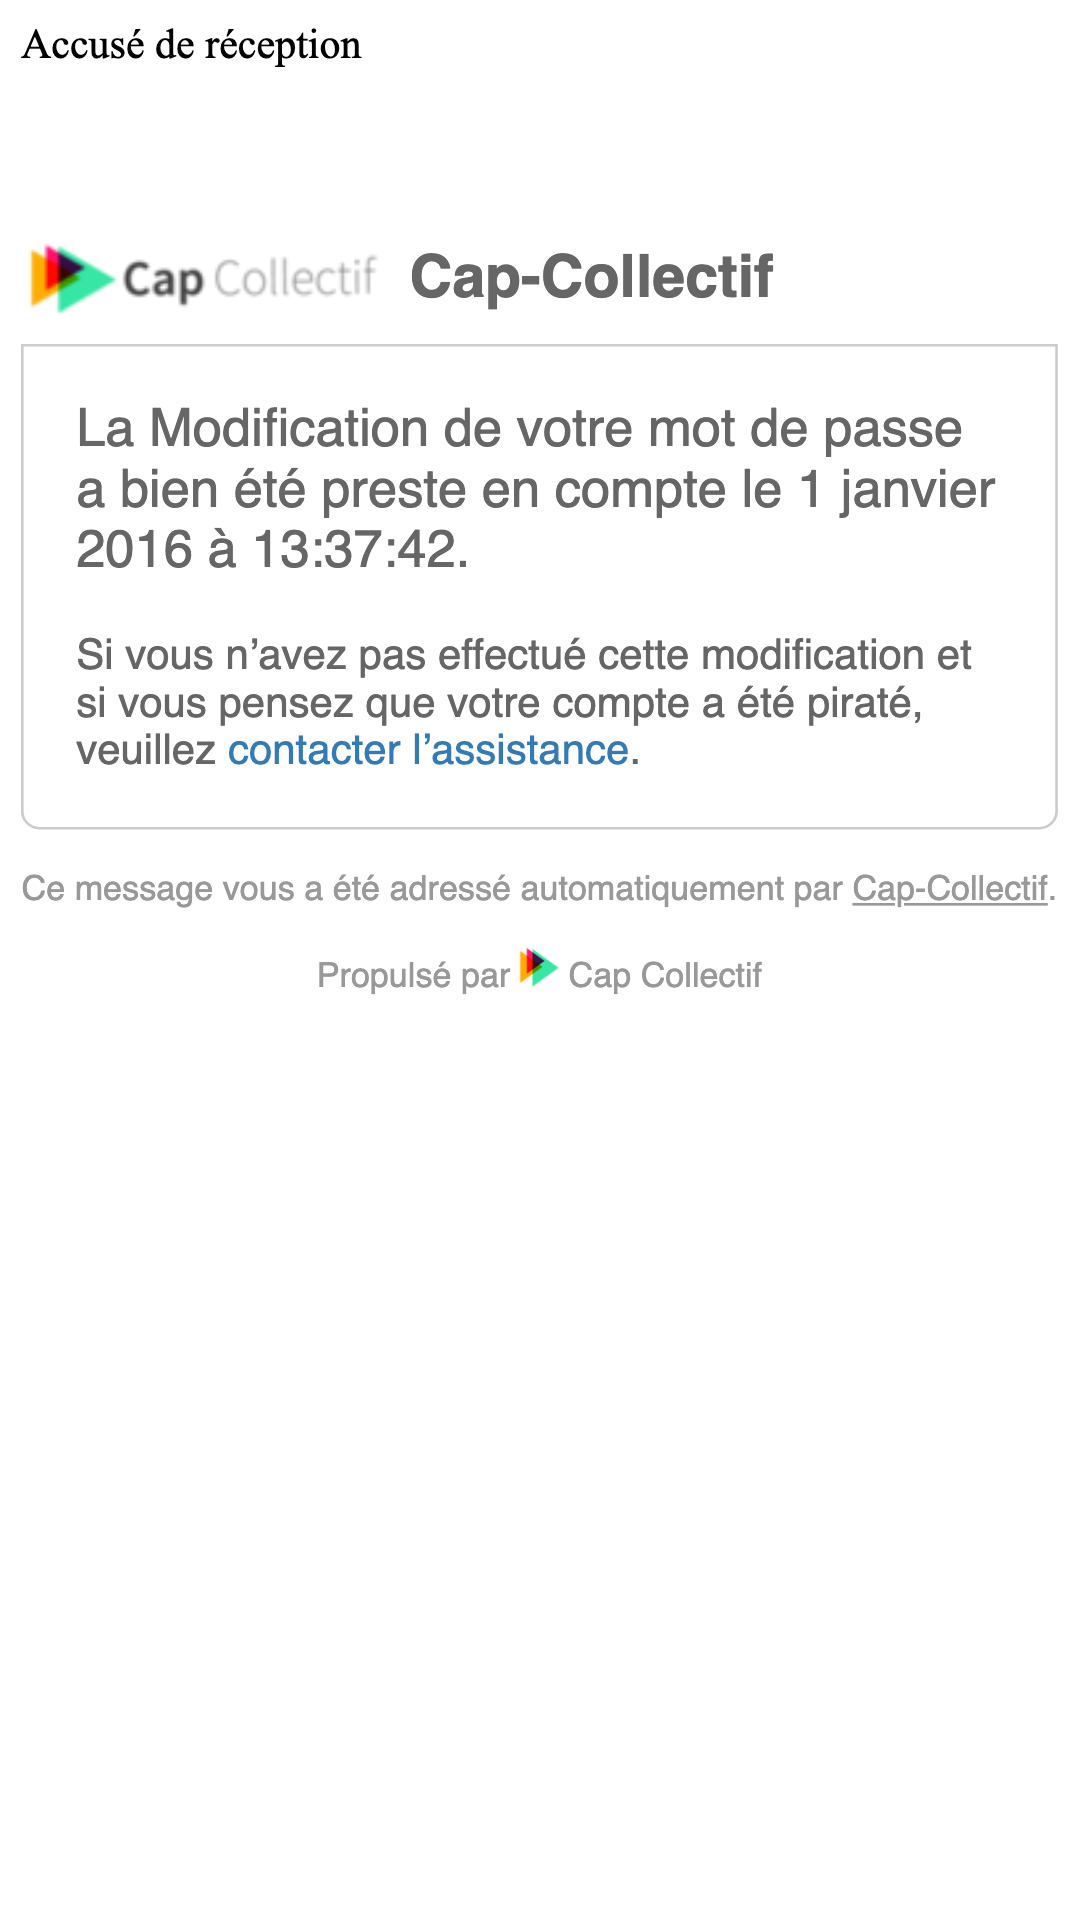 Accusé de réception
Cap Collectif Cap-Collectif
La Modification de votre mot de passe
a bien été preste en compte le 1 janvier
2016 à 13:37:42.
Si vous n’avez pas effectué cette modification et
si vous pensez que votre compte a été piraté,
veuillez contacter l’assistance.
Ce message vous a été adressé automatiquement par Cap-Collectif.
Propulsé par Cap Collectif